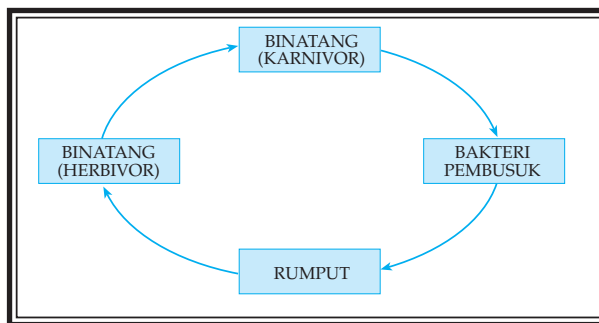 BINATANG
(KARNIVOR)
BINATANG
(HERBIVOR)
BAKTERI
PEMBUSUK
RUMPUT